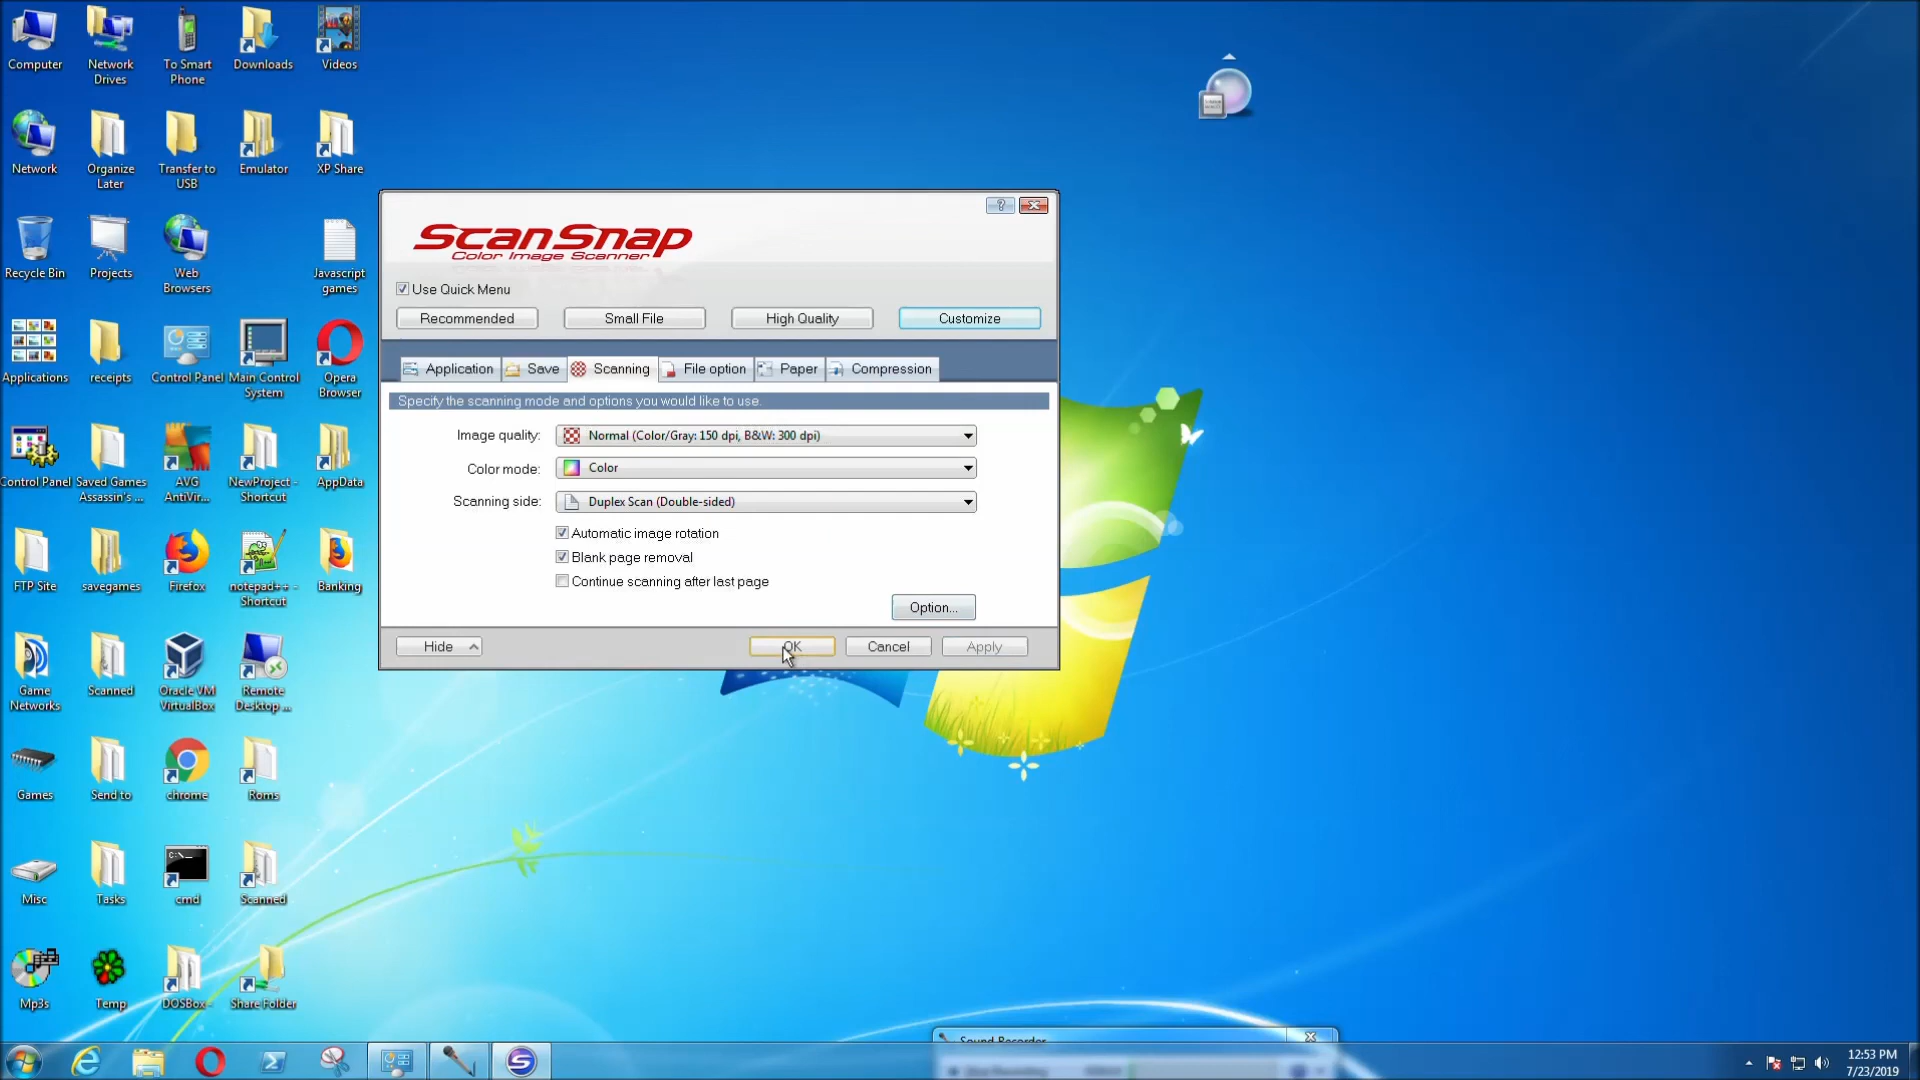 Computer
Network Drives
To Smart Phone
Downloads
Videos
Network
Organize Later
Transfer to USB
Emulator
XP Share
Recycle Bin
Projects
Web Browsers
Javascript games
Applications
receipts
Control Panel
Main Control System
Opera Browser
Control Panel
Saved Games Assassin's ...
AVG AntiVir...
NewProject - Shortcut
AppData
FTP Site
savegames
Firefox
notepad++ - Shortcut
Banking
Game Networks
Scanned
Oracle VM VirtualBox
Remote Desktop ...
Games
Send to
chrome
Roms
Misc
Tasks
cmd
Scanned
Mp3s
Temp
DOSBox-
Share Folder
ScanSnap
Color Image Scanner
Use Quick Menu
Recommended
Small File
High Quality
Customize
Application
Save
Scanning
File option
Paper
Compression
Specify the scanning mode and options you would like to use.
Image quality:
Normal (Color/Gray: 150 dpi, B&W: 300 dpi)
Color mode:
Color
Scanning side:
Duplex Scan (Double-sided)
Automatic image rotation
Blank page removal
Continue scanning after last page
Option...
Hide
OK
Cancel
Apply
Sound Recorder
12:53 PM
7/23/2019